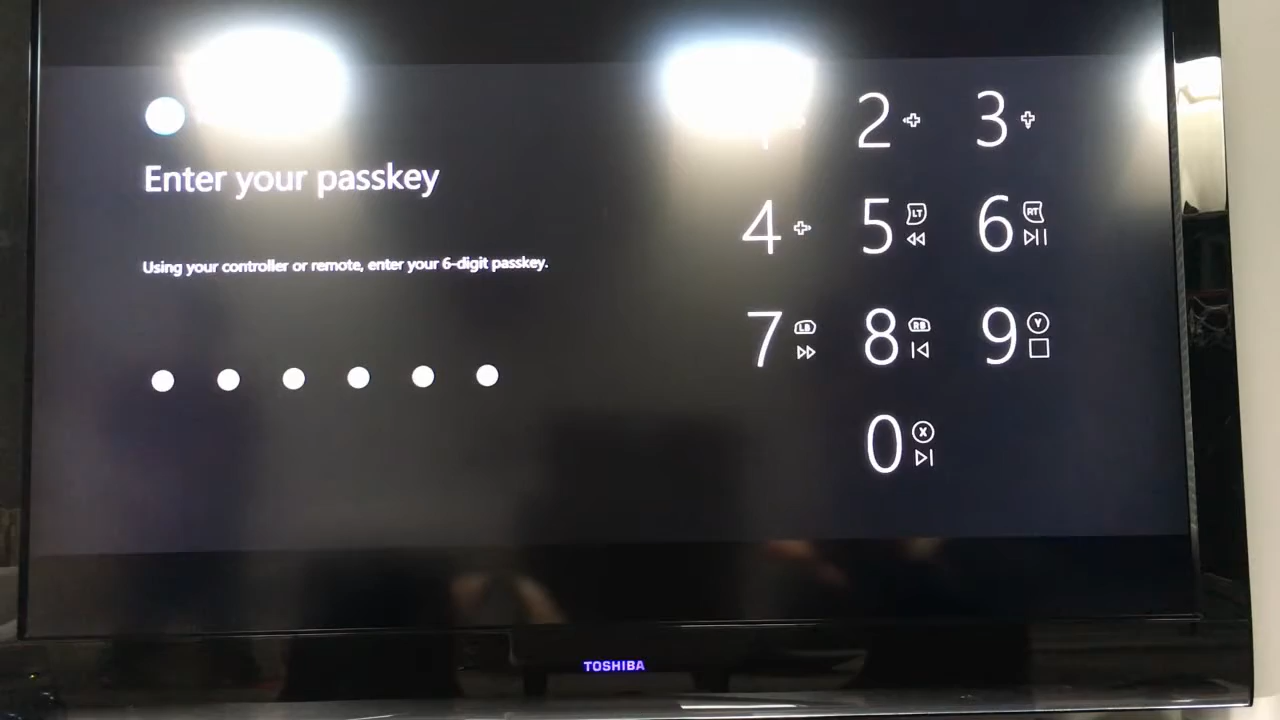 Enter your passkey
Using your controller or remote, enter your 6-digit passkey.
2 3
4 5 LT 6 RT
7 LB 8 RB 9 Y
0 X
TOSHIBA